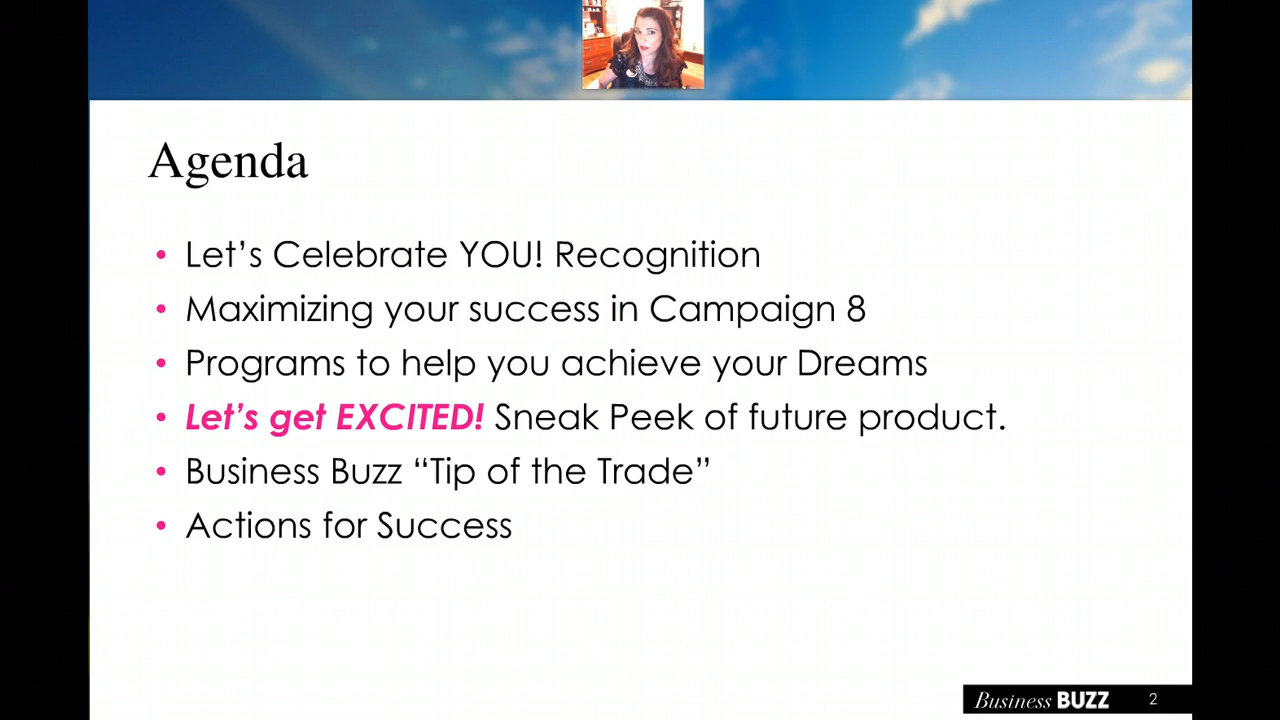 Agenda
• Let’s Celebrate YOU! Recognition
• Maximizing your success in Campaign 8
• Programs to help you achieve your Dreams
• Let’s get EXCITED! Sneak Peek of future product.
• Business Buzz “Tip of the Trade”
• Actions for Success
Business BUZZ 2